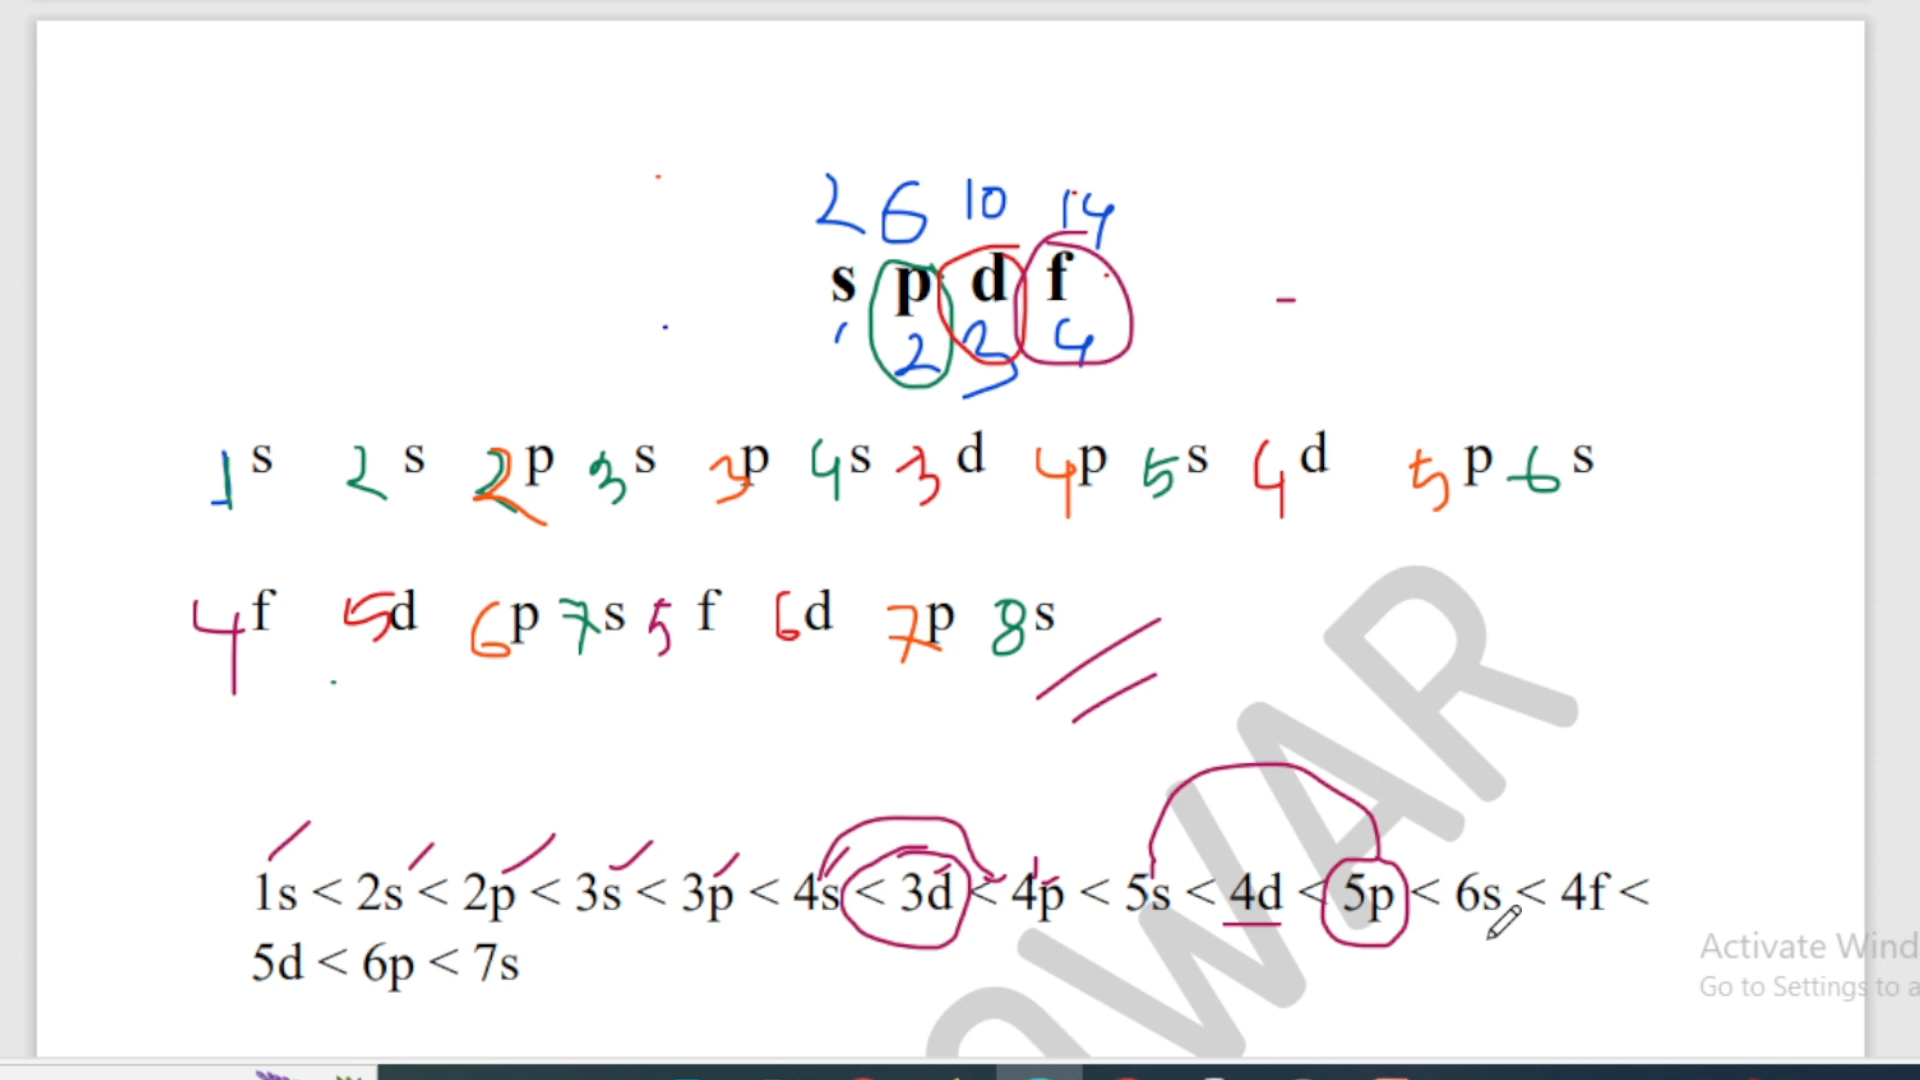 2 6 10 14
s p d f
1 2 3 4
1s 2s 2p 3s 3p 4s 3d 4p 5s 4d 5p 6s
4f 5d 6p 7s 5f 6d 7p 8s
1s < 2s < 2p < 3s < 3p < 4s < 3d < 4p < 5s < 4d < 5p < 6s < 4f <
5d < 6p < 7s
OWAR
Activate Wind
Go to Settings to a